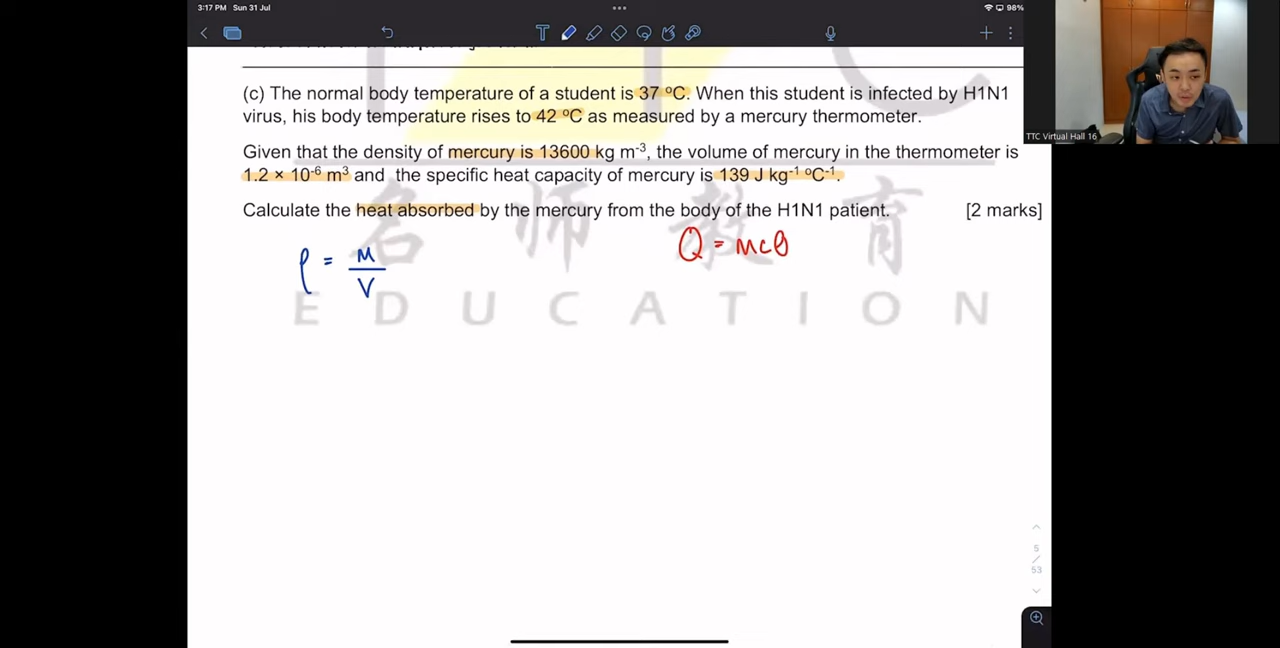 3:17 PM Sun 31 Jul
98%
(c) The normal body temperature of a student is 37 ºC. When this student is infected by H1N1
virus, his body temperature rises to 42 ºC as measured by a mercury thermometer.
TTC Virtual Hall 16
Given that the density of mercury is 13600 kg m⁻³, the volume of mercury in the thermometer is
1.2 × 10⁻⁶ m³ and the specific heat capacity of mercury is 139 J kg⁻¹ ºC⁻¹.
Calculate the heat absorbed by the mercury from the body of the H1N1 patient. [2 marks]
名師教育
ρ = m/V
Q = mcθ
EDUCATION
5
/
53